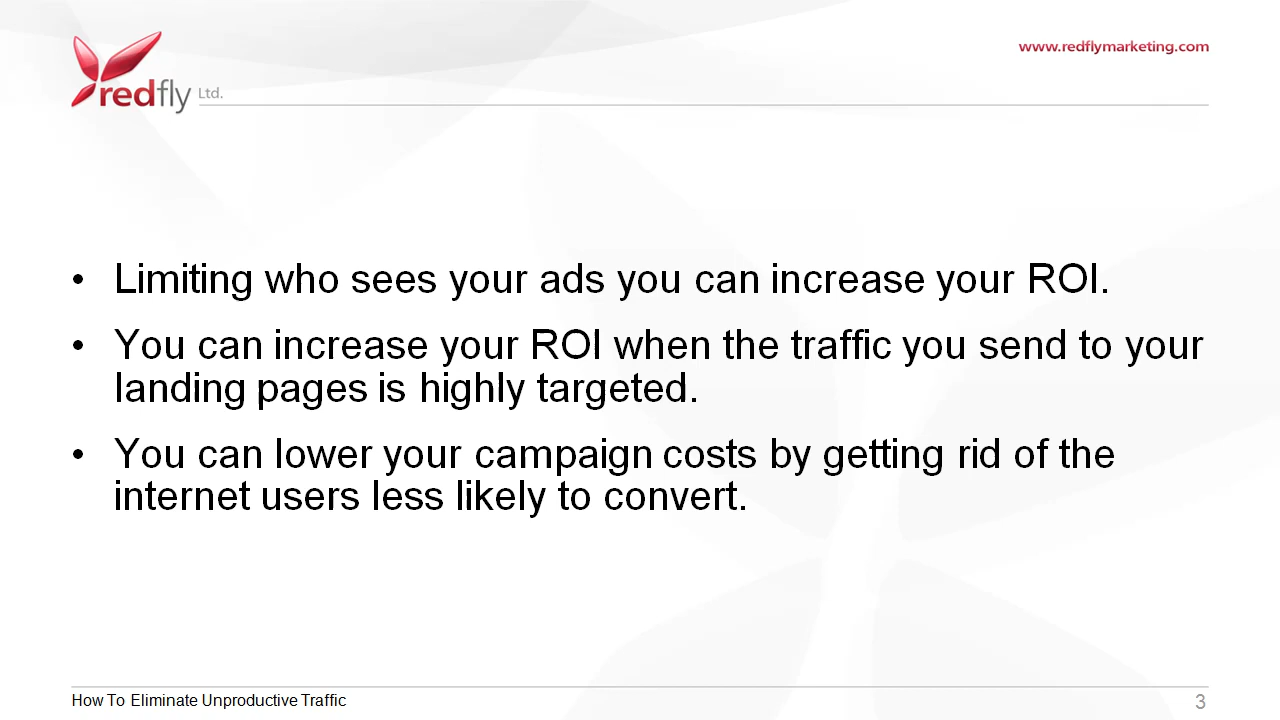 www.redflymarketing.com
redfly Ltd.
• Limiting who sees your ads you can increase your ROI.
• You can increase your ROI when the traffic you send to your
landing pages is highly targeted.
• You can lower your campaign costs by getting rid of the
internet users less likely to convert.
How To Eliminate Unproductive Traffic
3